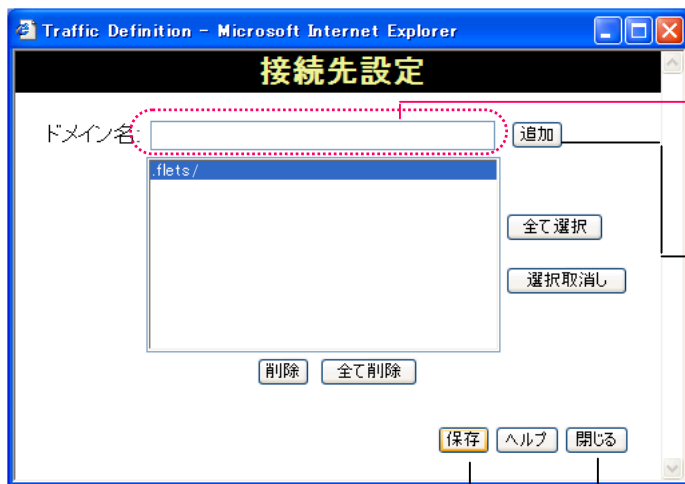 Traffic Definition - Microsoft Internet Explorer
接続先設定
ドメイン名: 追加
.flets/
全て選択
選択取消し
削除 全て削除
保存 ヘルプ 閉じる